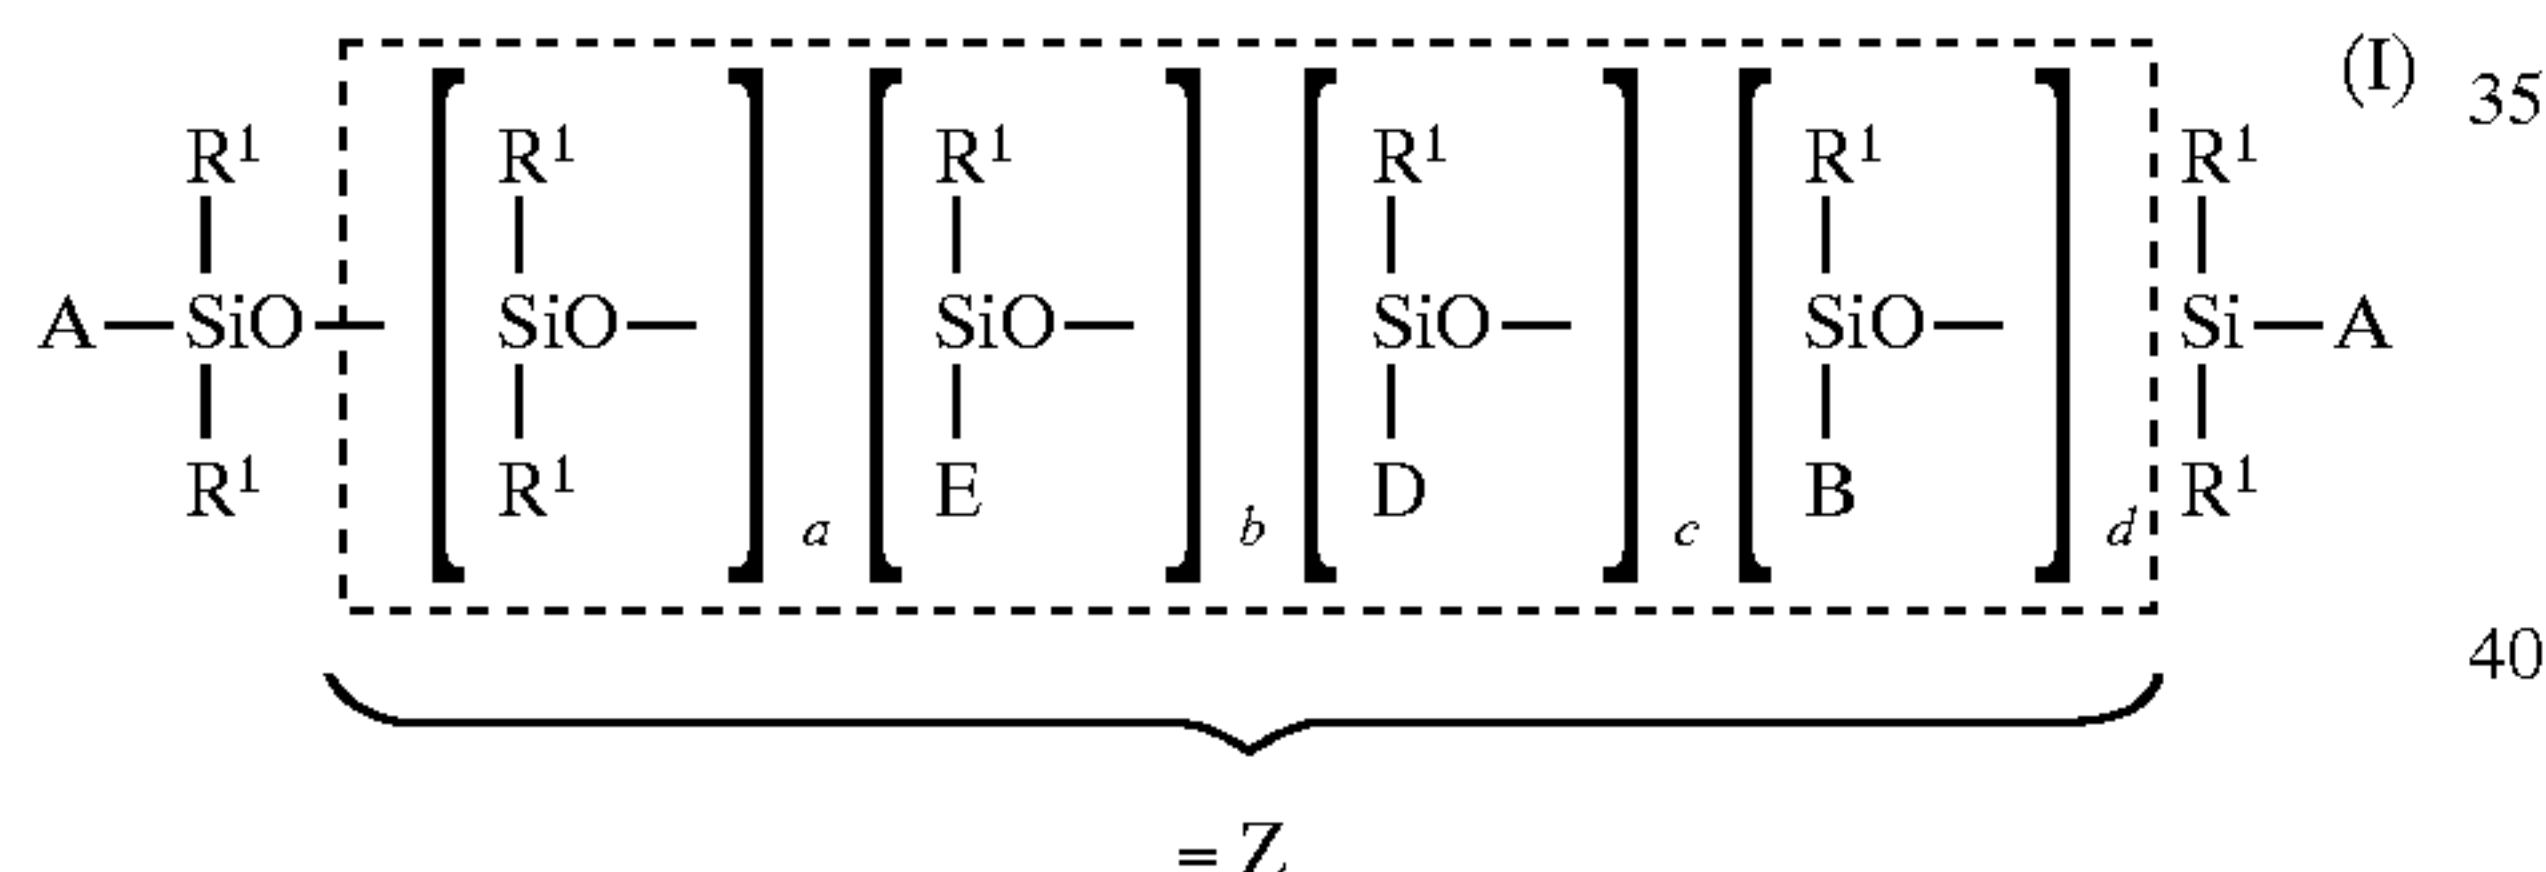 (I) 35
R¹ R¹ R¹ R¹ R¹ R¹
A—SiO— [SiO—]a [SiO—]b [SiO—]c [SiO—]d Si—A
R¹ R¹ E D B R¹
40
= Z